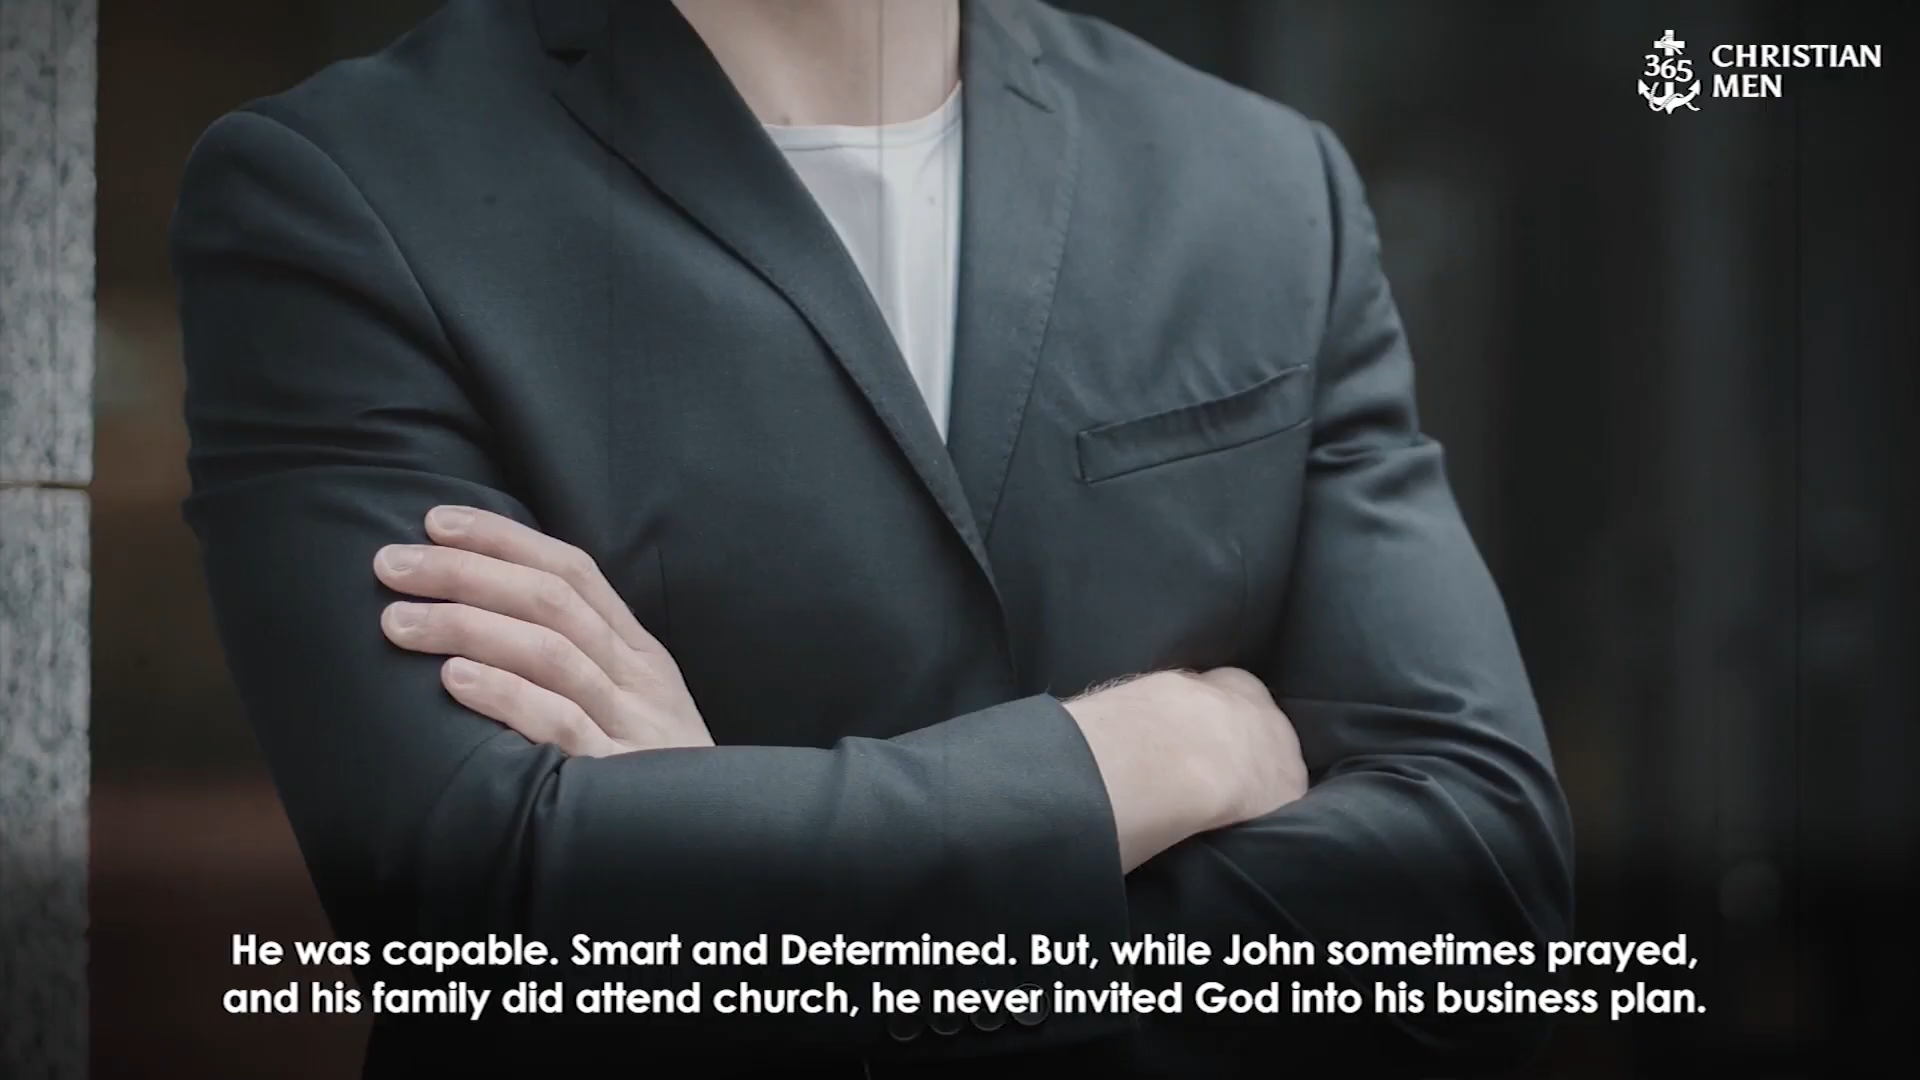 365
CHRISTIAN
MEN
He was capable. Smart and Determined. But, while John sometimes prayed,
and his family did attend church, he never invited God into his business plan.